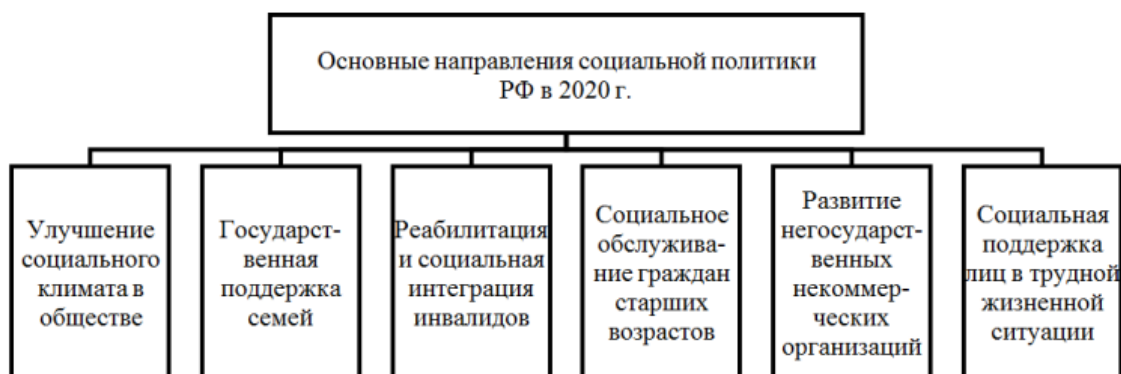 Основные направления социальной политики
РФ в 2020 г.
Улучшение
социального
климата в
обществе
Государст-
венная
поддержка
семей
Реабилитация
и социальная
интеграция
инвалидов
Социальное
обслужива-
ние граждан
старших
возрастов
Развитие
негосударст-
венных
некоммер-
ческих
организаций
Социальная
поддержка
лиц в трудной
жизненной
ситуации